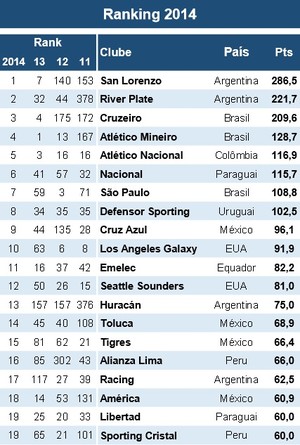 Ranking 2014
Rank
2014 13 12 11 Clube País Pts
1 7 140 153 San Lorenzo Argentina 286,5
2 32 44 378 River Plate Argentina 221,7
3 4 175 172 Cruzeiro Brasil 209,6
4 1 13 167 Atlético Mineiro Brasil 128,7
5 3 16 16 Atlético Nacional Colômbia 116,9
6 41 57 32 Nacional Paraguai 115,7
7 59 3 71 São Paulo Brasil 108,8
8 34 35 35 Defensor Sporting Uruguai 102,5
9 44 135 28 Cruz Azul México 96,1
10 63 6 8 Los Angeles Galaxy EUA 91,9
11 16 37 42 Emelec Equador 82,2
12 50 26 15 Seattle Sounders EUA 81,0
13 157 157 376 Huracán Argentina 75,0
14 45 40 108 Toluca México 68,9
15 81 62 21 Tigres México 66,4
16 85 302 43 Alianza Lima Peru 66,0
17 117 27 39 Racing Argentina 62,5
18 14 53 131 América México 60,9
19 25 20 33 Libertad Paraguai 60,0
19 65 21 101 Sporting Cristal Peru 60,0